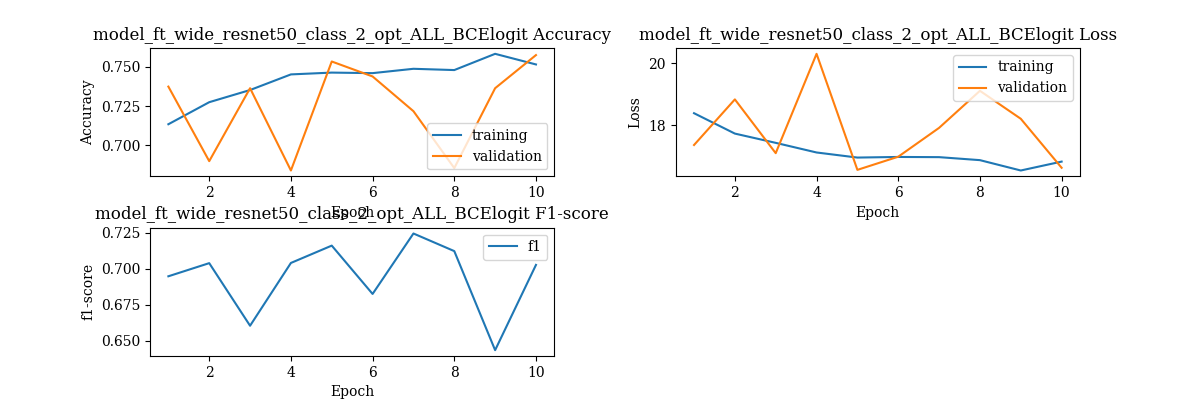 model_ft_wide_resnet50_class_2_opt_ALL_BCElogit Accuracy
Accuracy
0.750
0.725
0.700
training
validation
2 4 6 8 10
Epoch
model_ft_wide_resnet50_class_2_opt_ALL_BCElogit Loss
Loss
20
18
training
validation
2 4 6 8 10
Epoch
model_ft_wide_resnet50_class_2_opt_ALL_BCElogit F1-score
f1-score
0.725
0.700
0.675
0.650
f1
2 4 6 8 10
Epoch